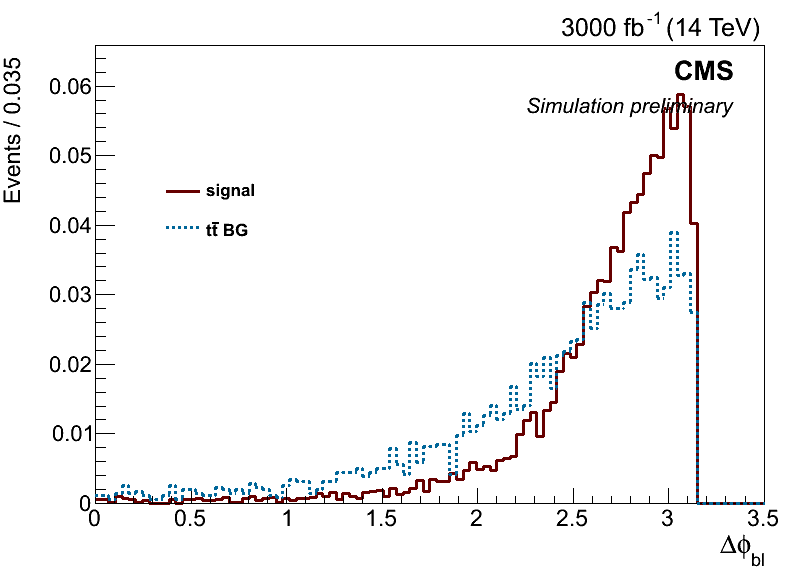 3000 fb⁻¹ (14 TeV)
CMS
Simulation preliminary
Events / 0.035
0.06
0.05
0.04
0.03
0.02
0.01
0
signal
tt̄ BG
0 0.5 1 1.5 2 2.5 3 3.5
Δϕbl